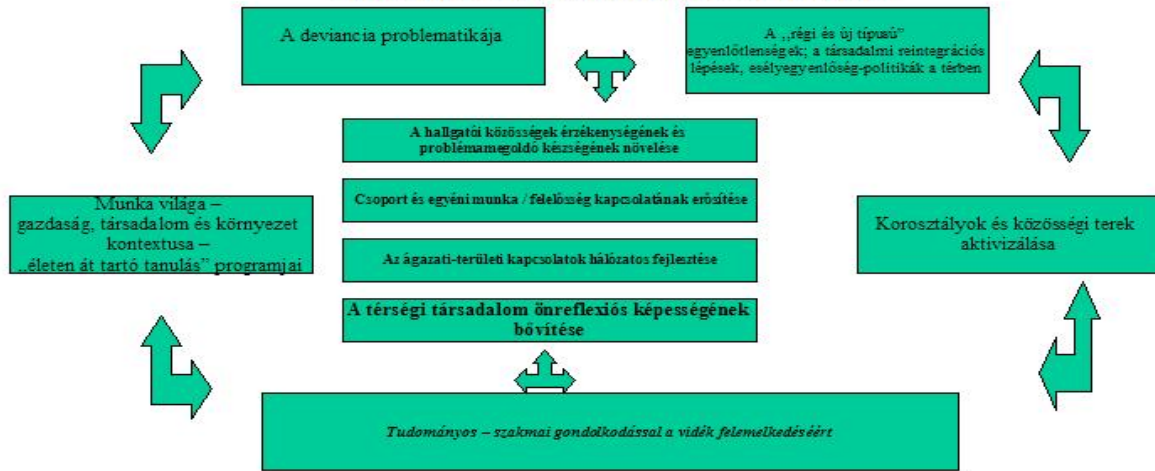 A deviancia problematikája
A „régi és új típusú”
egyenlőtlenségek; a társadalmi reintegrációs
lépések, esélyegyenlőség-politikák a térben
A hallgatói közösségek érzékenységének és
problémamegoldó készségének növelése
Csoport és egyéni munka / felelősség kapcsolatának erősítése
Az ágazati-területi kapcsolatok hálózatos fejlesztése
A térségi társadalom önreflexiós képességének
bővítése
Munka világa –
gazdaság, társadalom és környezet
kontextusa –
„életen át tartó tanulás” programjai
Korosztályok és közösségi terek
aktivizálása
Tudományos – szakmai gondolkodással a vidék felemelkedéséért